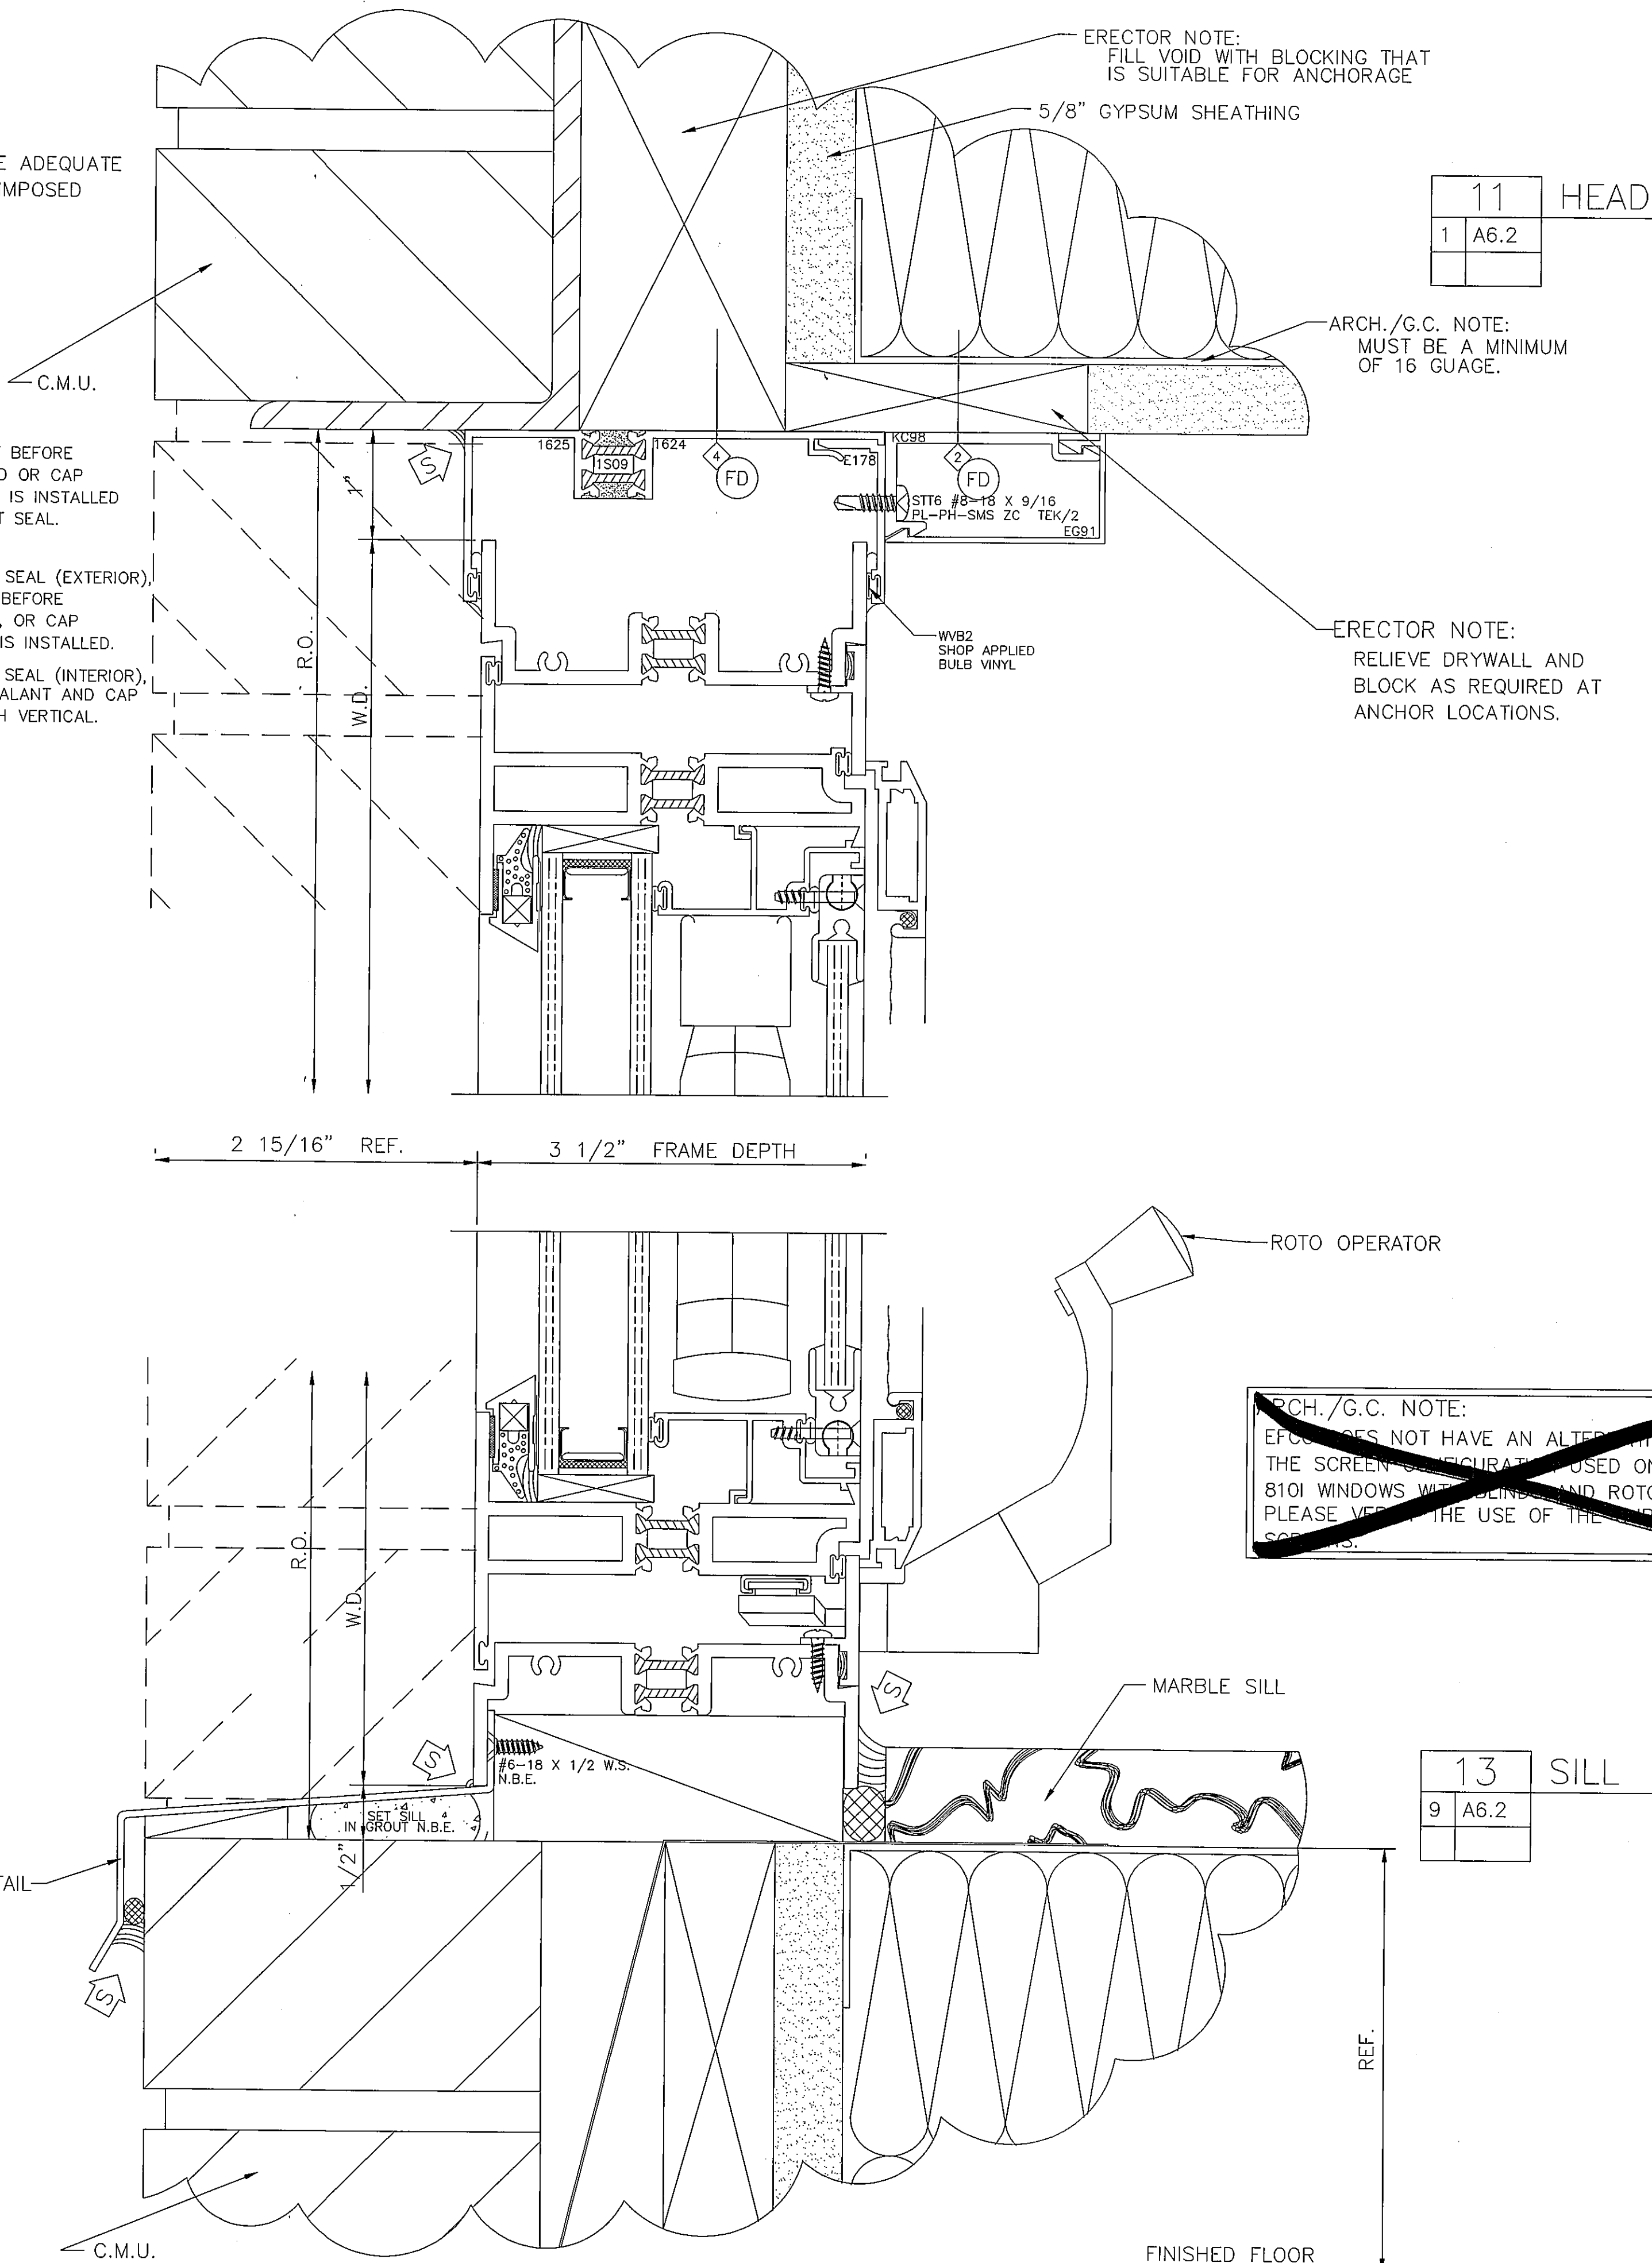 ERECTOR NOTE:
FILL VOID WITH BLOCKING THAT
IS SUITABLE FOR ANCHORAGE
5/8" GYPSUM SHEATHING
ADEQUATE
IMPOSED
11 HEAD
1 A6.2
ARCH./G.C. NOTE:
MUST BE A MINIMUM
OF 16 GUAGE.
C.M.U.
BEFORE
OR CAP
IS INSTALLED
SEAL.
S
1"
1625
1S09
1624
4
FD
E178
KC98
2
FD
STT6 #8-18 X 9/16
PL-PH-SMS ZC TEK/2
EG91
SEAL (EXTERIOR),
BEFORE
, OR CAP
IS INSTALLED.
SEAL (INTERIOR),
AND CAP
VERTICAL.
R.O.
W.D.
WVB2
SHOP APPLIED
BULB VINYL
ERECTOR NOTE:
RELIEVE DRYWALL AND
BLOCK AS REQUIRED AT
ANCHOR LOCATIONS.
2 15/16" REF.
3 1/2" FRAME DEPTH
ROTO OPERATOR
ARCH./G.C. NOTE:
NOT HAVE AN
THE SCREEN USED ON
810I WINDOWS AND ROTO
PLEASE THE USE OF THE
R.O.
W.D.
S
MARBLE SILL
S
#6-18 X 1/2 W.S.
N.B.E.
13 SILL
9 A6.2
SET SILL
IN GROUT N.B.E.
1/2"
S
REF.
C.M.U.
FINISHED FLOOR